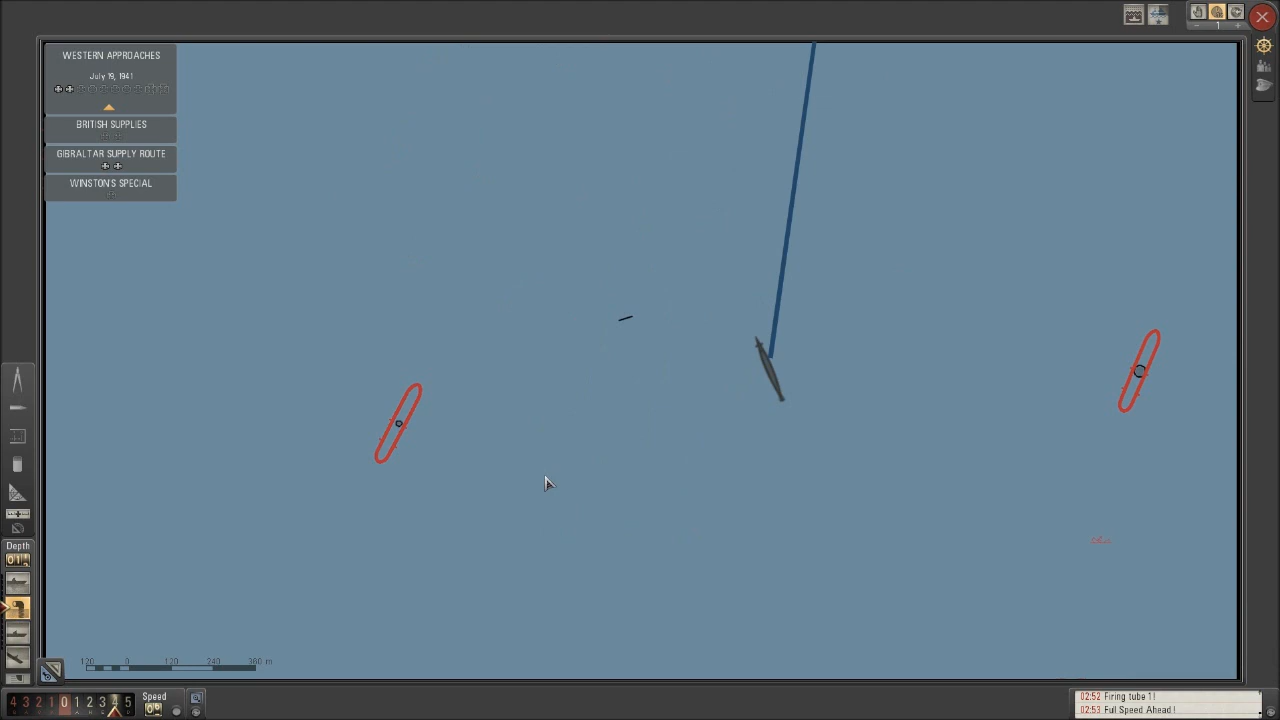 WESTERN APPROACHES
July 19, 1941
BRITISH SUPPLIES
GIBRALTAR SUPPLY ROUTE
WINSTON'S SPECIAL
1
Depth
01
120 0 120 240 360 m
4 3 2 1 0 1 2 3 4 5
Speed
02:52 Firing tube 1!
02:53 Full Speed Ahead!